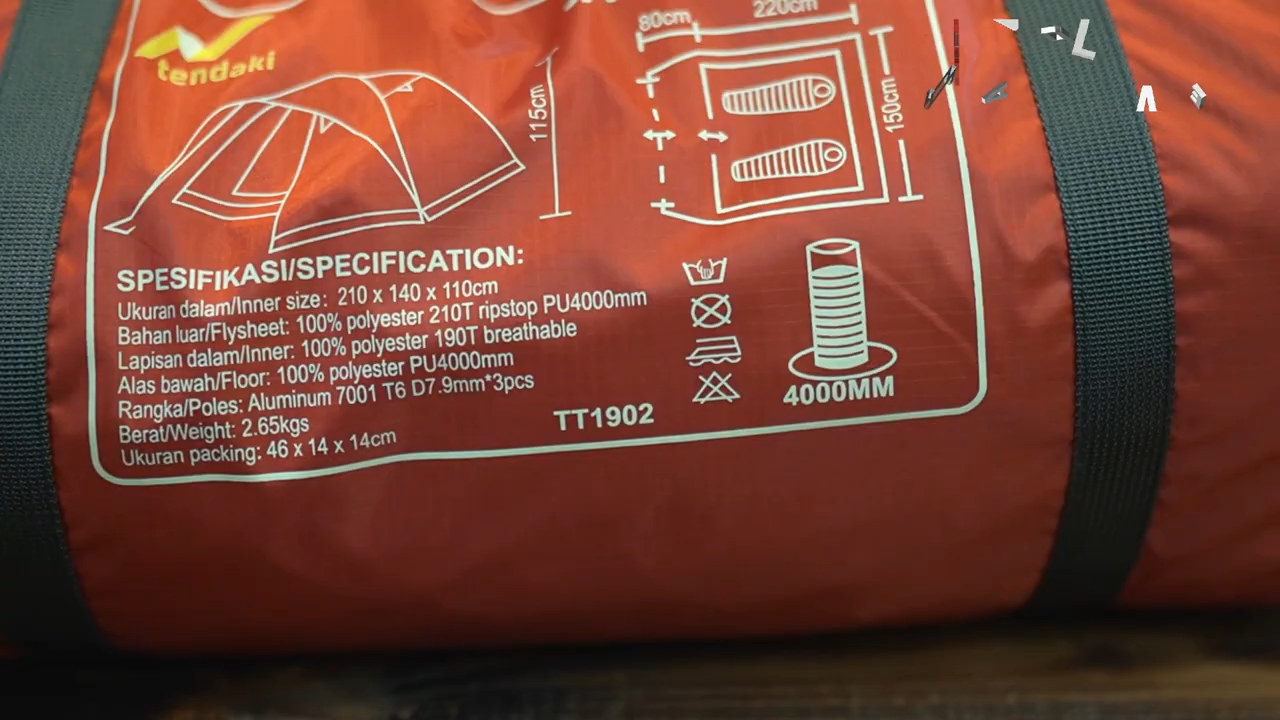 tendaki
80cm
220cm
115cm
150cm
SPESIFIKASI/SPECIFICATION:
Ukuran dalam/Inner size: 210 x 140 x 110cm
Bahan luar/Flysheet: 100% polyester 210T ripstop PU4000mm
Lapisan dalam/Inner: 100% polyester 190T breathable
Alas bawah/Floor: 100% polyester PU4000mm
Rangka/Poles: Aluminum 7001 T6 D7.9mm*3pcs
Berat/Weight: 2.65kgs
Ukuran packing: 46 x 14 x 14cm
TT1902
4000MM